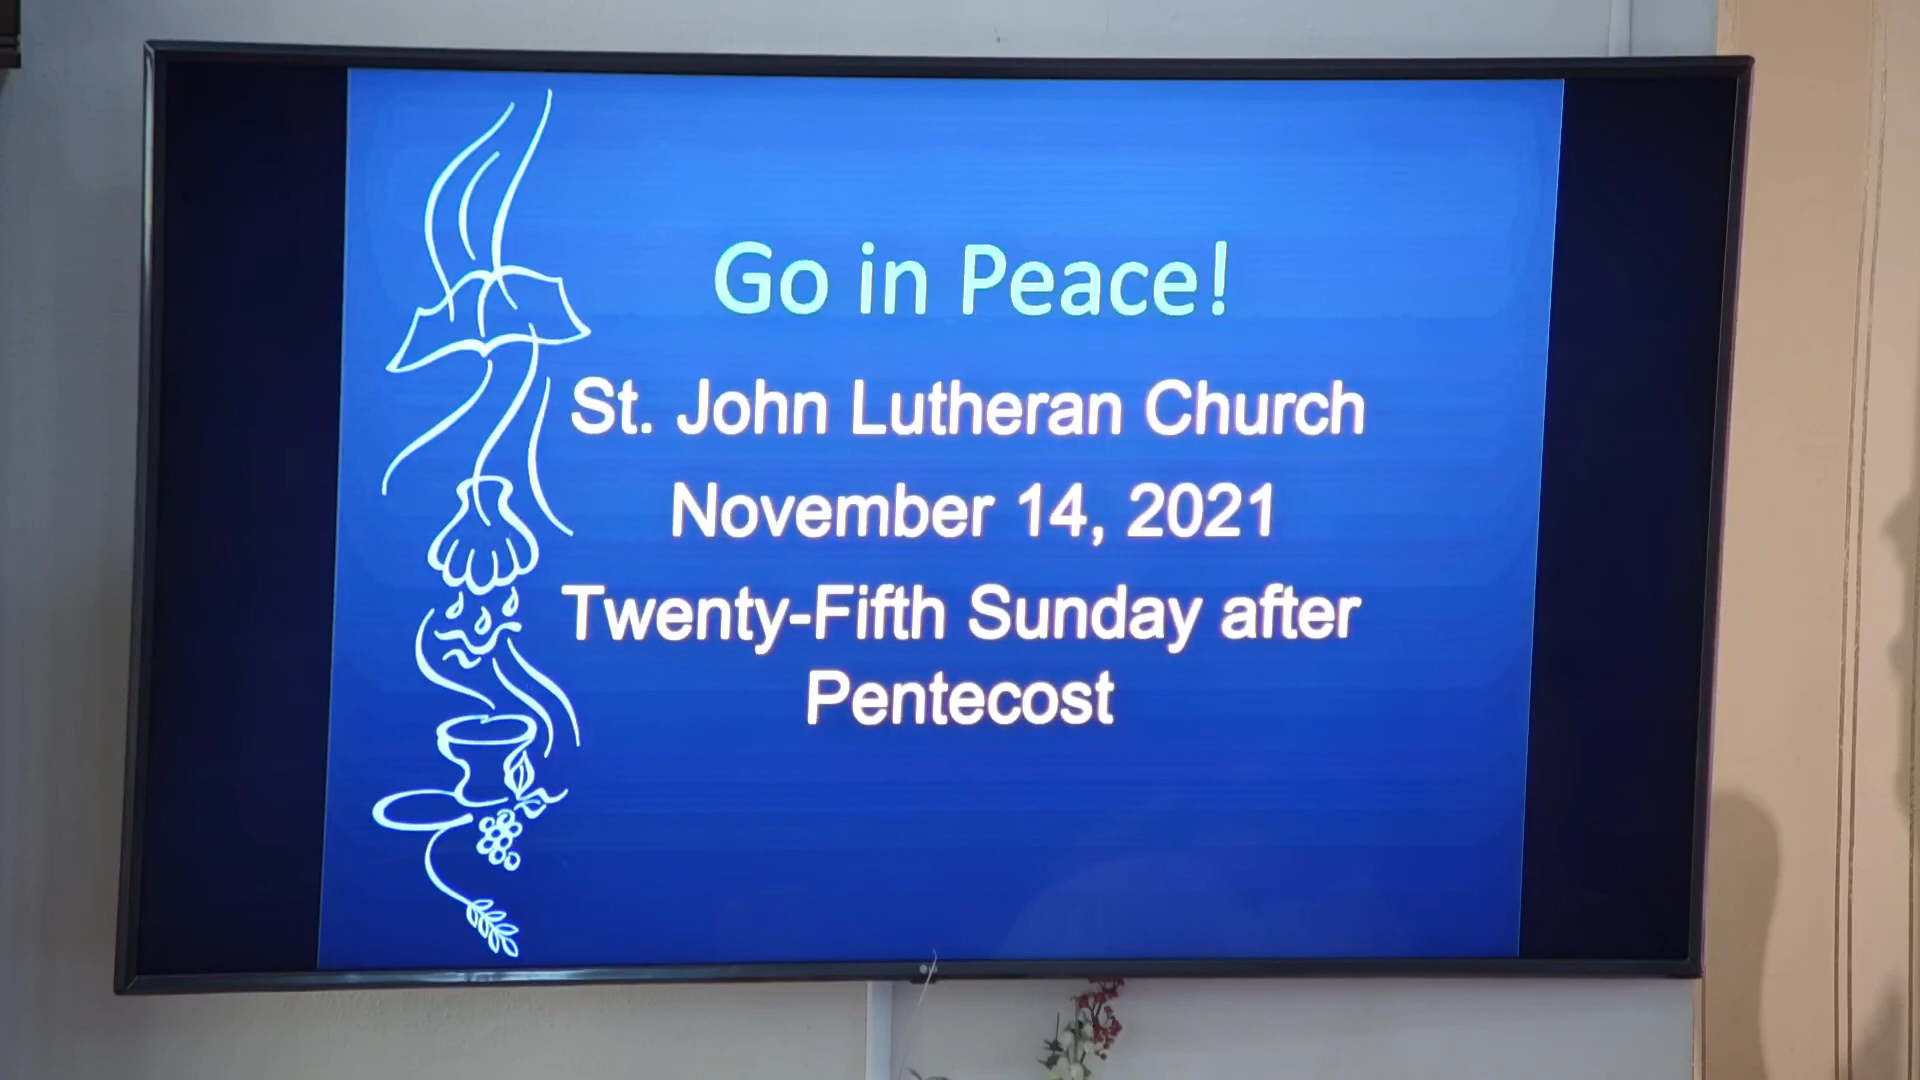 Go in Peace!
St. John Lutheran Church
November 14, 2021
Twenty-Fifth Sunday after
Pentecost